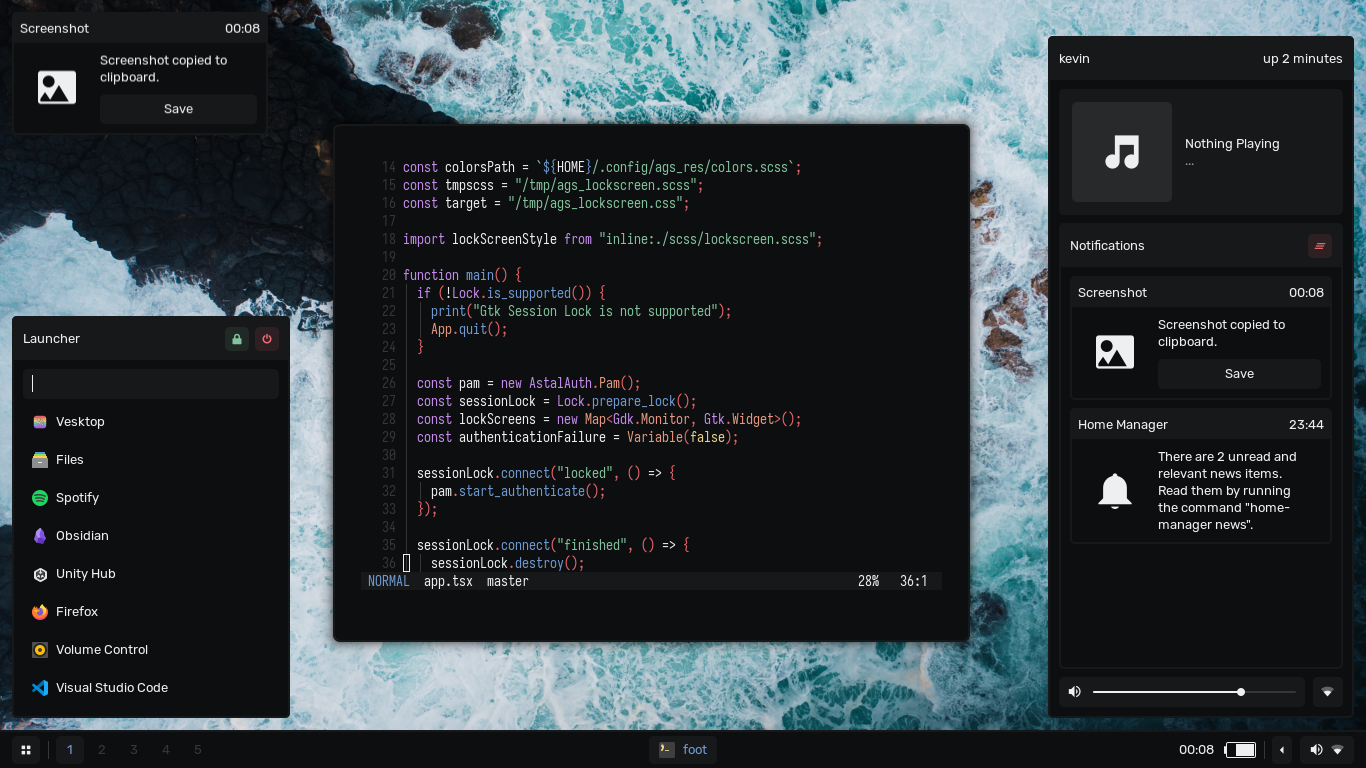 Screenshot 00:08
Screenshot copied to
clipboard.
Save
14 const colorsPath = `${HOME}/.config/ags_res/colors.scss`;
15 const tmpscss = "/tmp/ags_lockscreen.scss";
16 const target = "/tmp/ags_lockscreen.css";
17
18 import lockScreenStyle from "inline:./scss/lockscreen.scss";
19
20 function main() {
21 if (!Lock.is_supported()) {
22 print("Gtk Session Lock is not supported");
23 App.quit();
24 }
25
26 const pam = new AstalAuth.Pam();
27 const sessionLock = Lock.prepare_lock();
28 const lockScreens = new Map<Gdk.Monitor, Gtk.Widget>();
29 const authenticationFailure = Variable(false);
30
31 sessionLock.connect("locked", () => {
32 pam.start_authenticate();
33 });
34
35 sessionLock.connect("finished", () => {
36 sessionLock.destroy();
NORMAL app.tsx master 28% 36:1
Launcher
Vesktop
Files
Spotify
Obsidian
Unity Hub
Firefox
Volume Control
Visual Studio Code
kevin up 2 minutes
Nothing Playing
...
Notifications
Screenshot 00:08
Screenshot copied to
clipboard.
Save
Home Manager 23:44
There are 2 unread and
relevant news items.
Read them by running
the command "home-
manager news".
1 2 3 4 5 foot 00:08